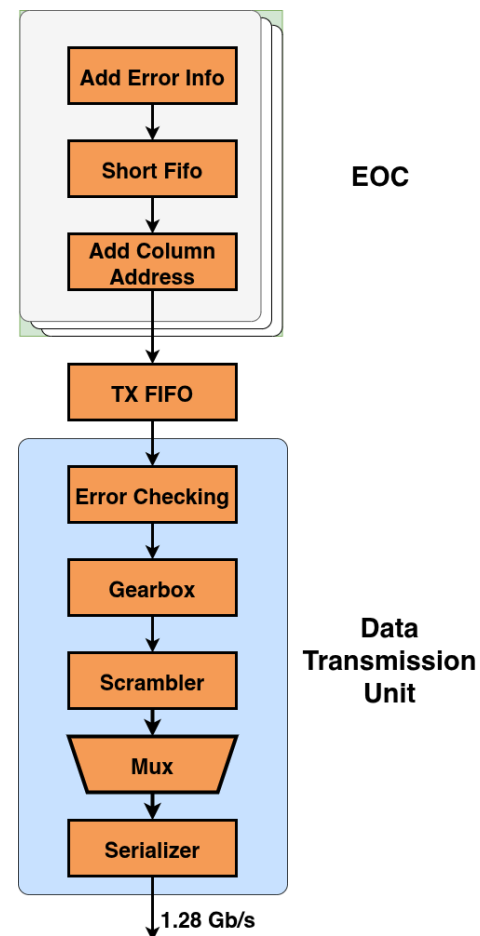 Add Error Info
Short Fifo
EOC
Add Column
Address
TX FIFO
Error Checking
Gearbox
Data
Transmission
Unit
Scrambler
Mux
Serializer
1.28 Gb/s